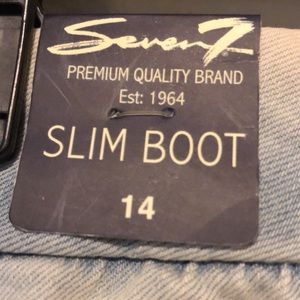 Seven7
PREMIUM QUALITY BRAND
Est: 1964
SLIM BOOT
14